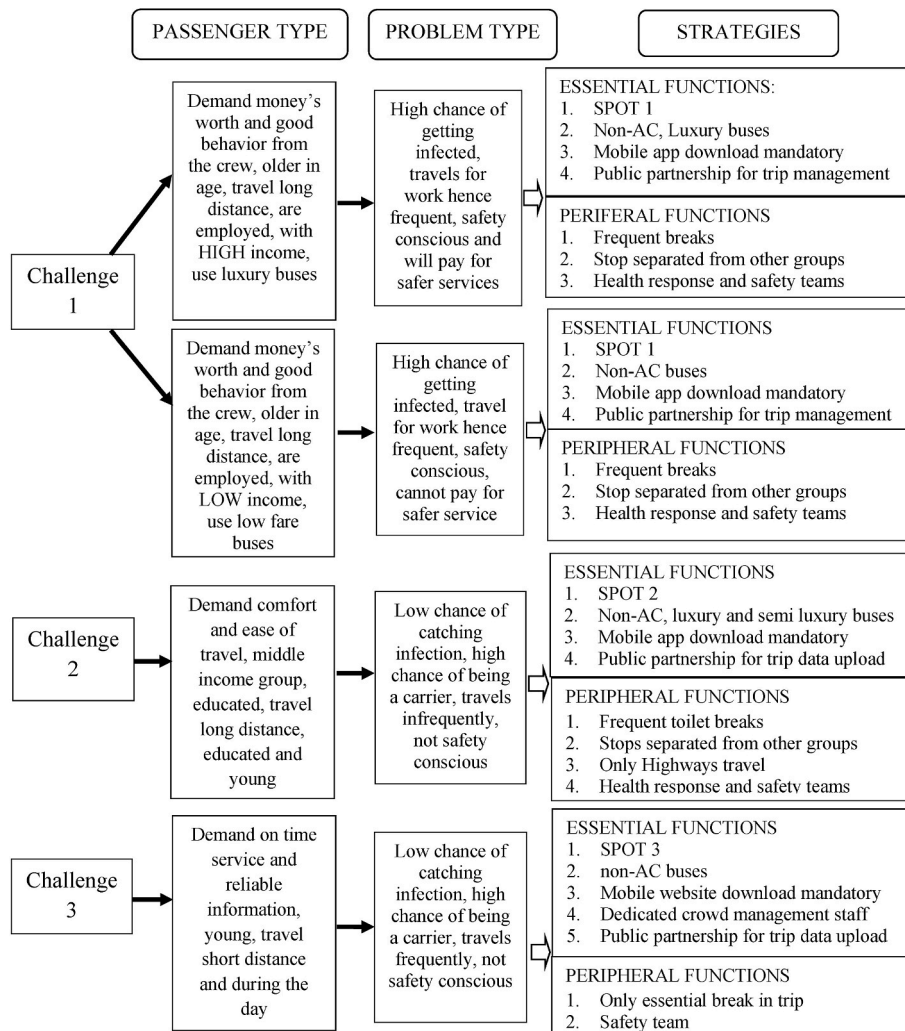 PASSENGER TYPE
PROBLEM TYPE
STRATEGIES
Challenge
1
Demand money's
worth and good
behavior from
the crew, older in
age, travel long
distance, are
employed, with
HIGH income,
use luxury buses
High chance of
getting
infected,
travels for
work hence
frequent, safety
conscious and
will pay for
safer services
ESSENTIAL FUNCTIONS:
1. SPOT 1
2. Non-AC, Luxury buses
3. Mobile app download mandatory
4. Public partnership for trip management
PERIFERAL FUNCTIONS
1. Frequent breaks
2. Stop separated from other groups
3. Health response and safety teams
Demand money's
worth and good
behavior from
the crew, older in
age, travel long
distance, are
employed, with
LOW income,
use low fare
buses
High chance of
getting
infected, travel
for work hence
frequent, safety
conscious,
cannot pay for
safer service
ESSENTIAL FUNCTIONS
1. SPOT 1
2. Non-AC buses
3. Mobile app download mandatory
4. Public partnership for trip management
PERIPHERAL FUNCTIONS
1. Frequent breaks
2. Stop separated from other groups
3. Health response and safety teams
Challenge
2
Demand comfort
and ease of
travel, middle
income group,
educated, travel
long distance,
educated and
young
Low chance of
catching
infection, high
chance of being
a carrier, travels
infrequently,
not safety
conscious
ESSENTIAL FUNCTIONS
1. SPOT 2
2. Non-AC, luxury and semi luxury buses
3. Mobile app download mandatory
4. Public partnership for trip data upload
PERIPHERAL FUNCTIONS
1. Frequent toilet breaks
2. Stops separated from other groups
3. Only Highways travel
4. Health response and safety teams
Challenge
3
Demand on time
service and
reliable
information,
young, travel
short distance
and during the
day
Low chance of
catching
infection, high
chance of being
a carrier, travels
frequently, not
safety conscious
ESSENTIAL FUNCTIONS
1. SPOT 3
2. non-AC buses
3. Mobile website download mandatory
4. Dedicated crowd management staff
5. Public partnership for trip data upload
PERIPHERAL FUNCTIONS
1. Only essential break in trip
2. Safety team